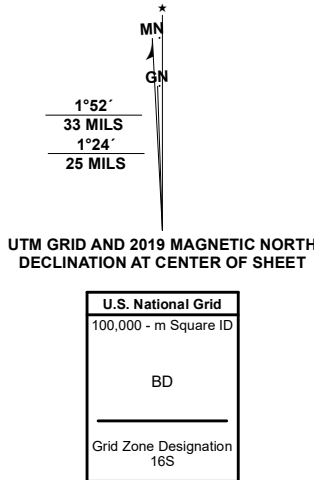 MN
GN
1°52´
33 MILS
1°24´
25 MILS
UTM GRID AND 2019 MAGNETIC NORTH
DECLINATION AT CENTER OF SHEET
U.S. National Grid
100,000 - m Square ID
BD
Grid Zone Designation
16S